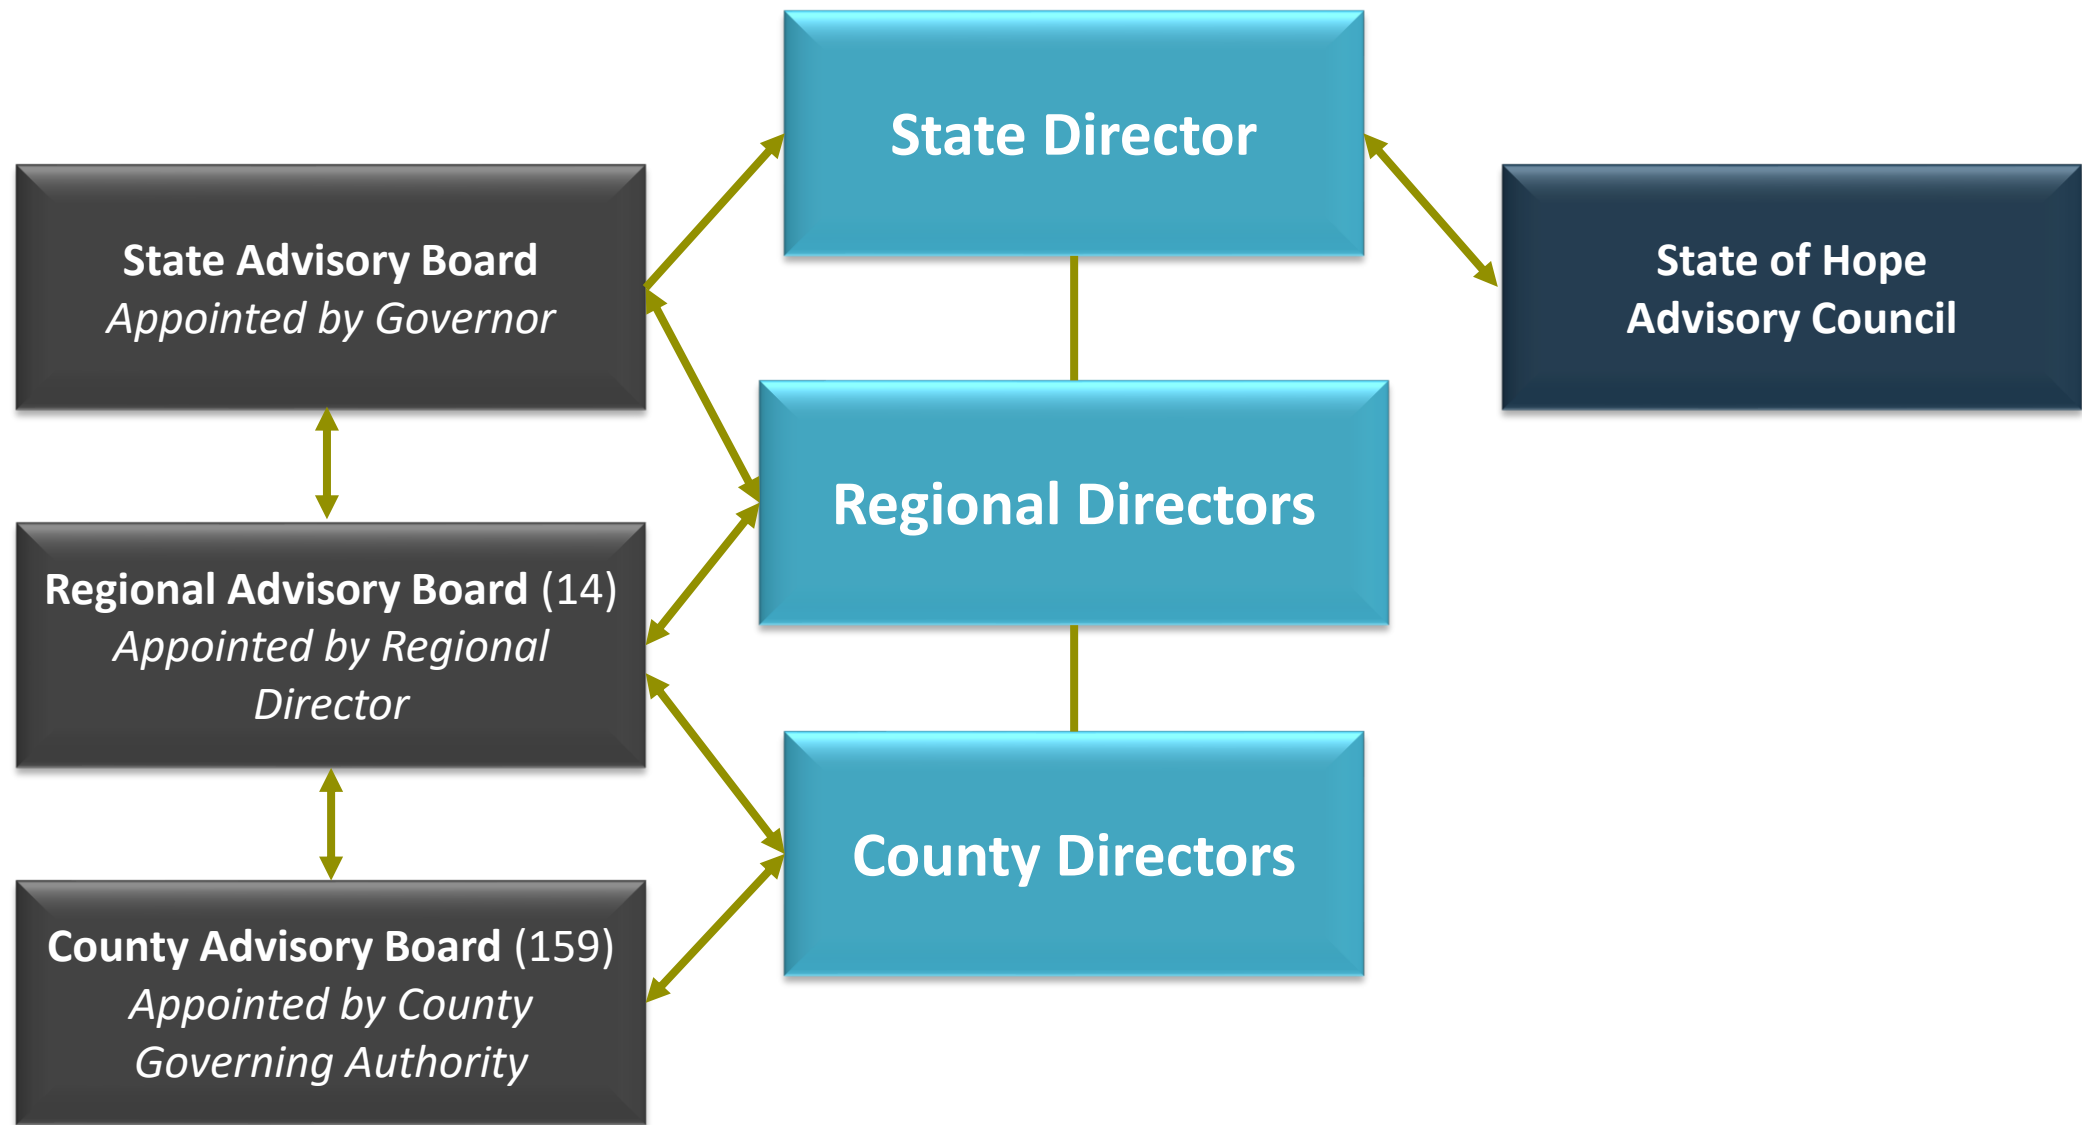 State Director
State Advisory Board
Appointed by Governor
State of Hope
Advisory Council
Regional Directors
Regional Advisory Board (14)
Appointed by Regional
Director
County Directors
County Advisory Board (159)
Appointed by County
Governing Authority